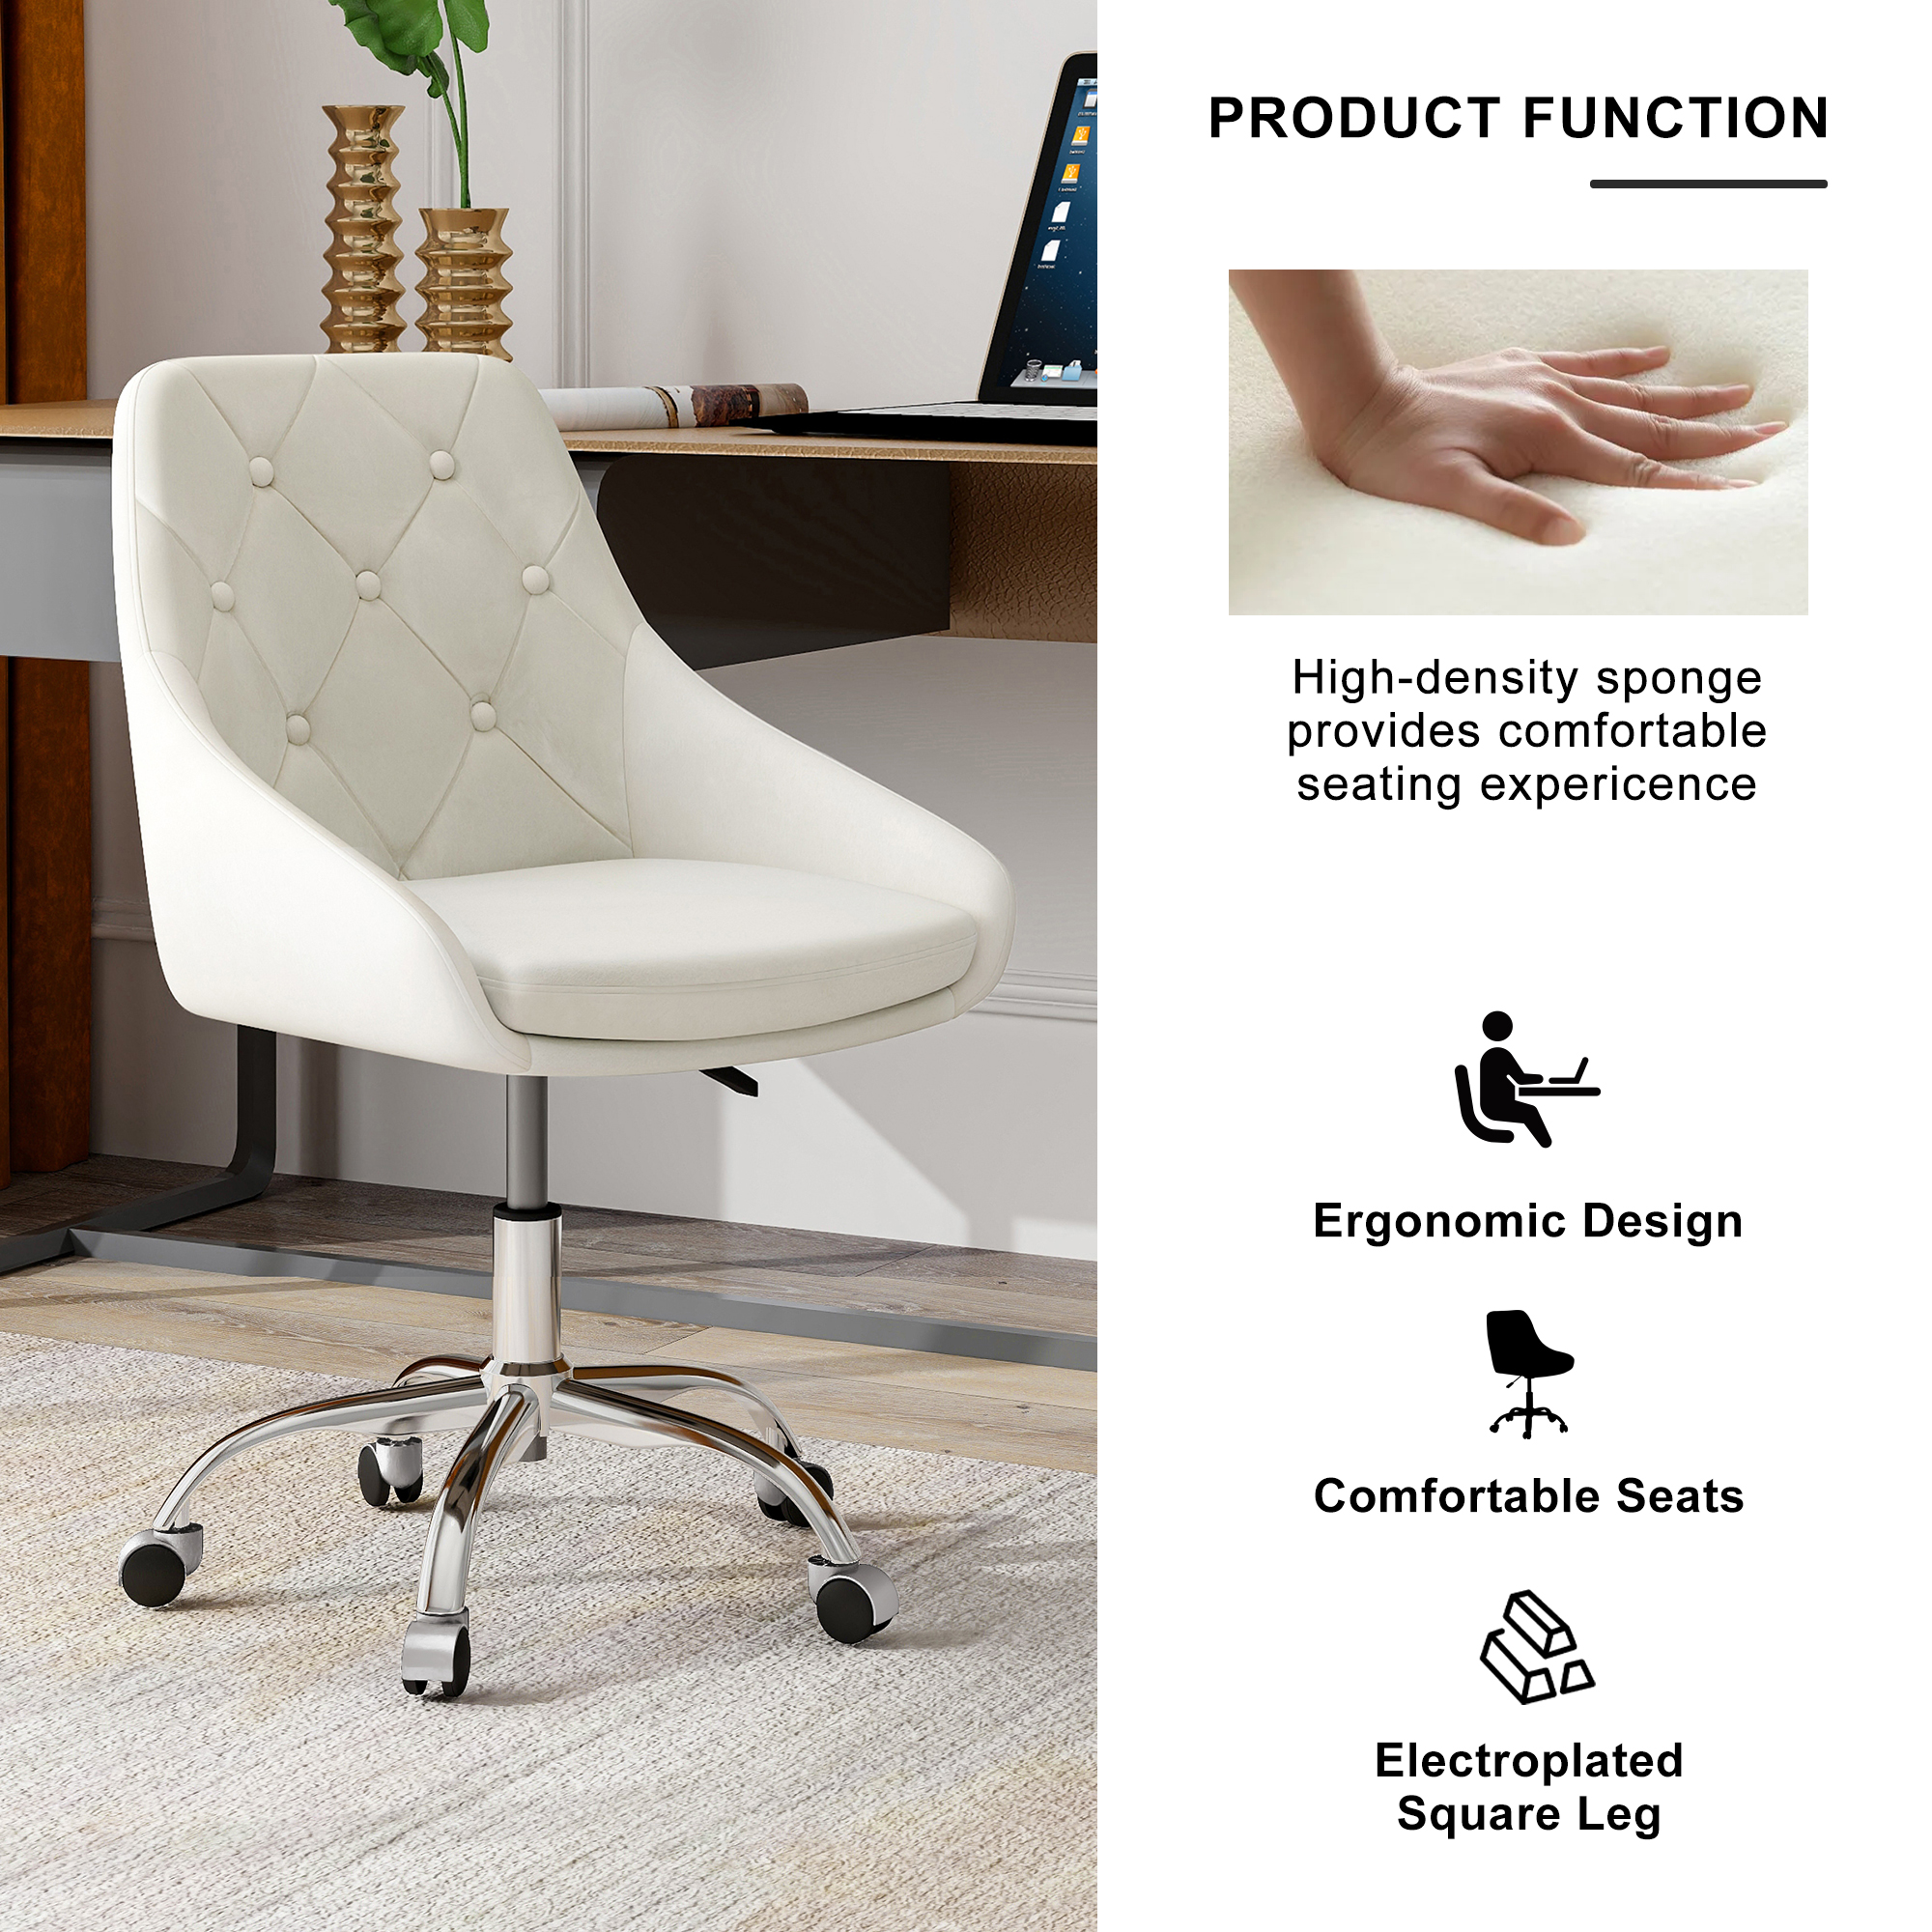 PRODUCT FUNCTION
High-density sponge
provides comfortable
seating expericence
Ergonomic Design
Comfortable Seats
Electroplated
Square Leg